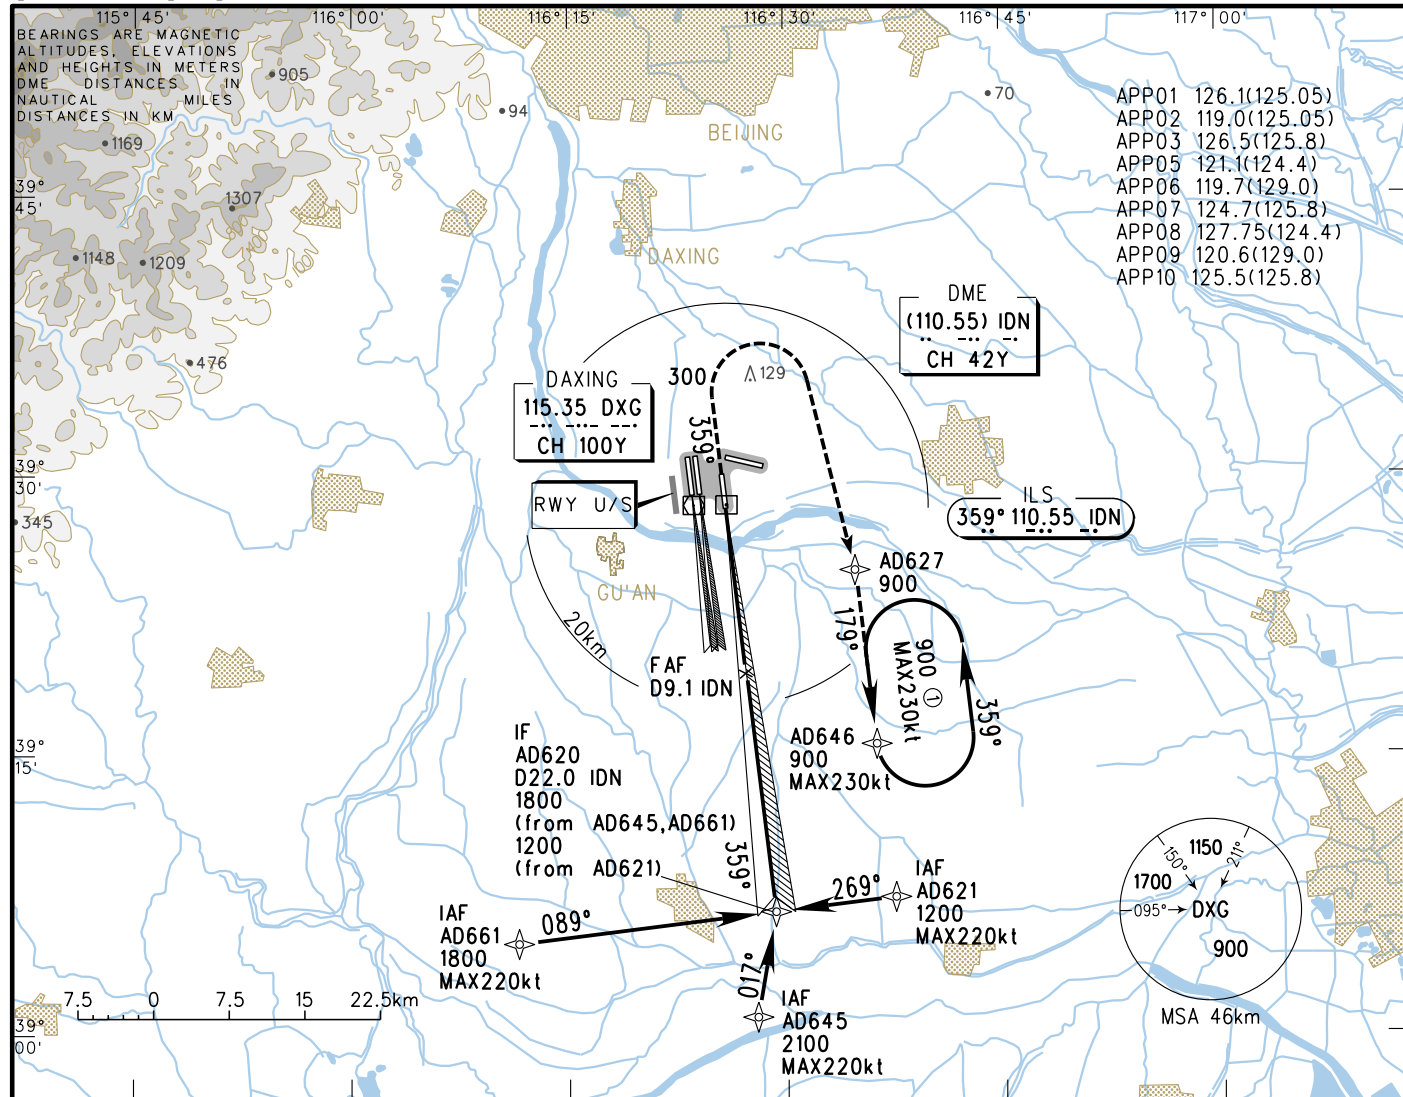 115° 45'
116° 00'
116° 15'
116° 30'
116° 45'
117° 00'
BEARINGS ARE MAGNETIC
ALTITUDES, ELEVATIONS
AND HEIGHTS IN METERS
DME DISTANCES IN
NAUTICAL MILES
DISTANCES IN KM
905
94
70
1169
BEIJING
APP01 126.1(125.05)
APP02 119.0(125.05)
APP03 126.5(125.8)
APP05 121.1(124.4)
APP06 119.7(129.0)
APP07 124.7(125.8)
APP08 127.75(124.4)
APP09 120.6(129.0)
APP10 125.5(125.8)
39°
45'
1307
800
400
100
1148
1209
DAXING
476
DME
(110.55) IDN
CH 42Y
DAXING
115.35 DXG
CH 100Y
300
129
359°
39°
30'
345
RWY U/S
ILS
359° 110.55 IDN
GU'AN
20km
AD627
900
179°
900 ①
MAX230kt
359°
FAF
D9.1 IDN
AD646
900
MAX230kt
39°
15'
IF
AD620
D22.0 IDN
1800
(from AD645,AD661)
1200
(from AD621)
359°
269°
IAF
AD621
1200
MAX220kt
089°
IAF
AD661
1800
MAX220kt
017°
IAF
AD645
2100
MAX220kt
150°
1150
211°
1700
095°
DXG
900
MSA 46km
7.5 0 7.5 15 22.5km
39°
00'